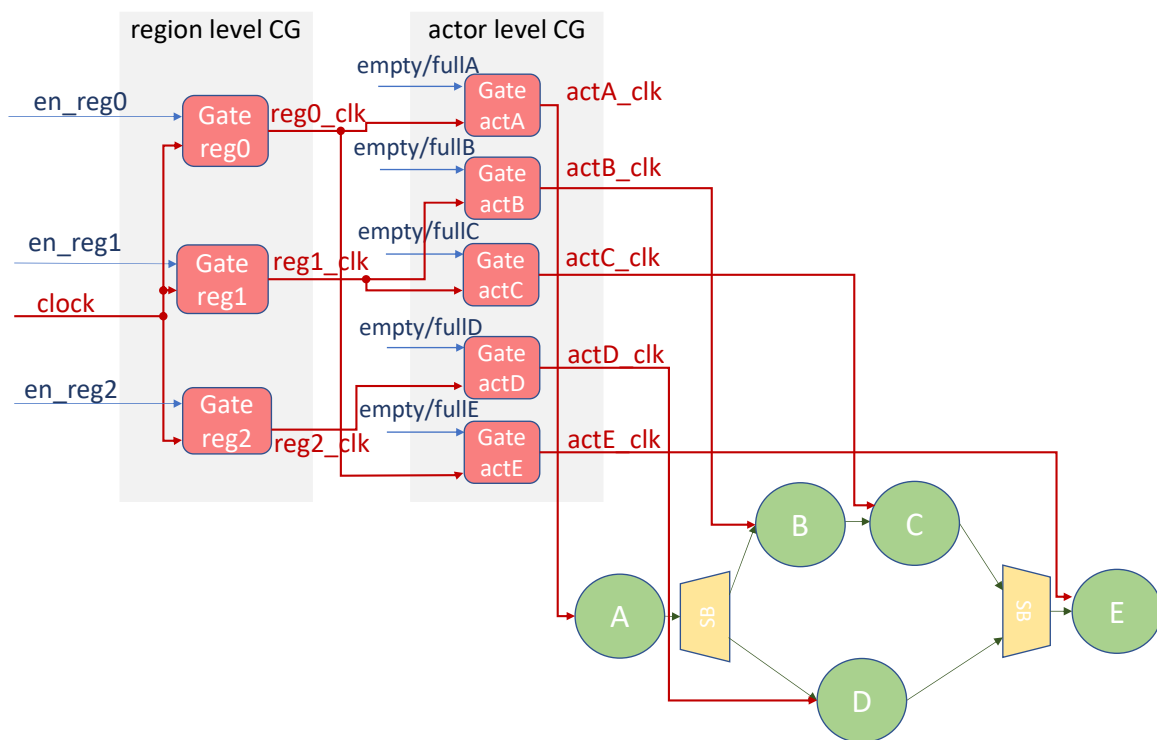 region level CG
actor level CG
en_reg0
Gate
reg0
reg0_clk
empty/fullA
Gate
actA
actA_clk
empty/fullB
Gate
actB
actB_clk
en_reg1
Gate
reg1
reg1_clk
empty/fullC
Gate
actC
actC_clk
clock
empty/fullD
Gate
actD
actD_clk
en_reg2
Gate
reg2
reg2_clk
empty/fullE
Gate
actE
actE_clk
B
C
A
SB
SB
E
D